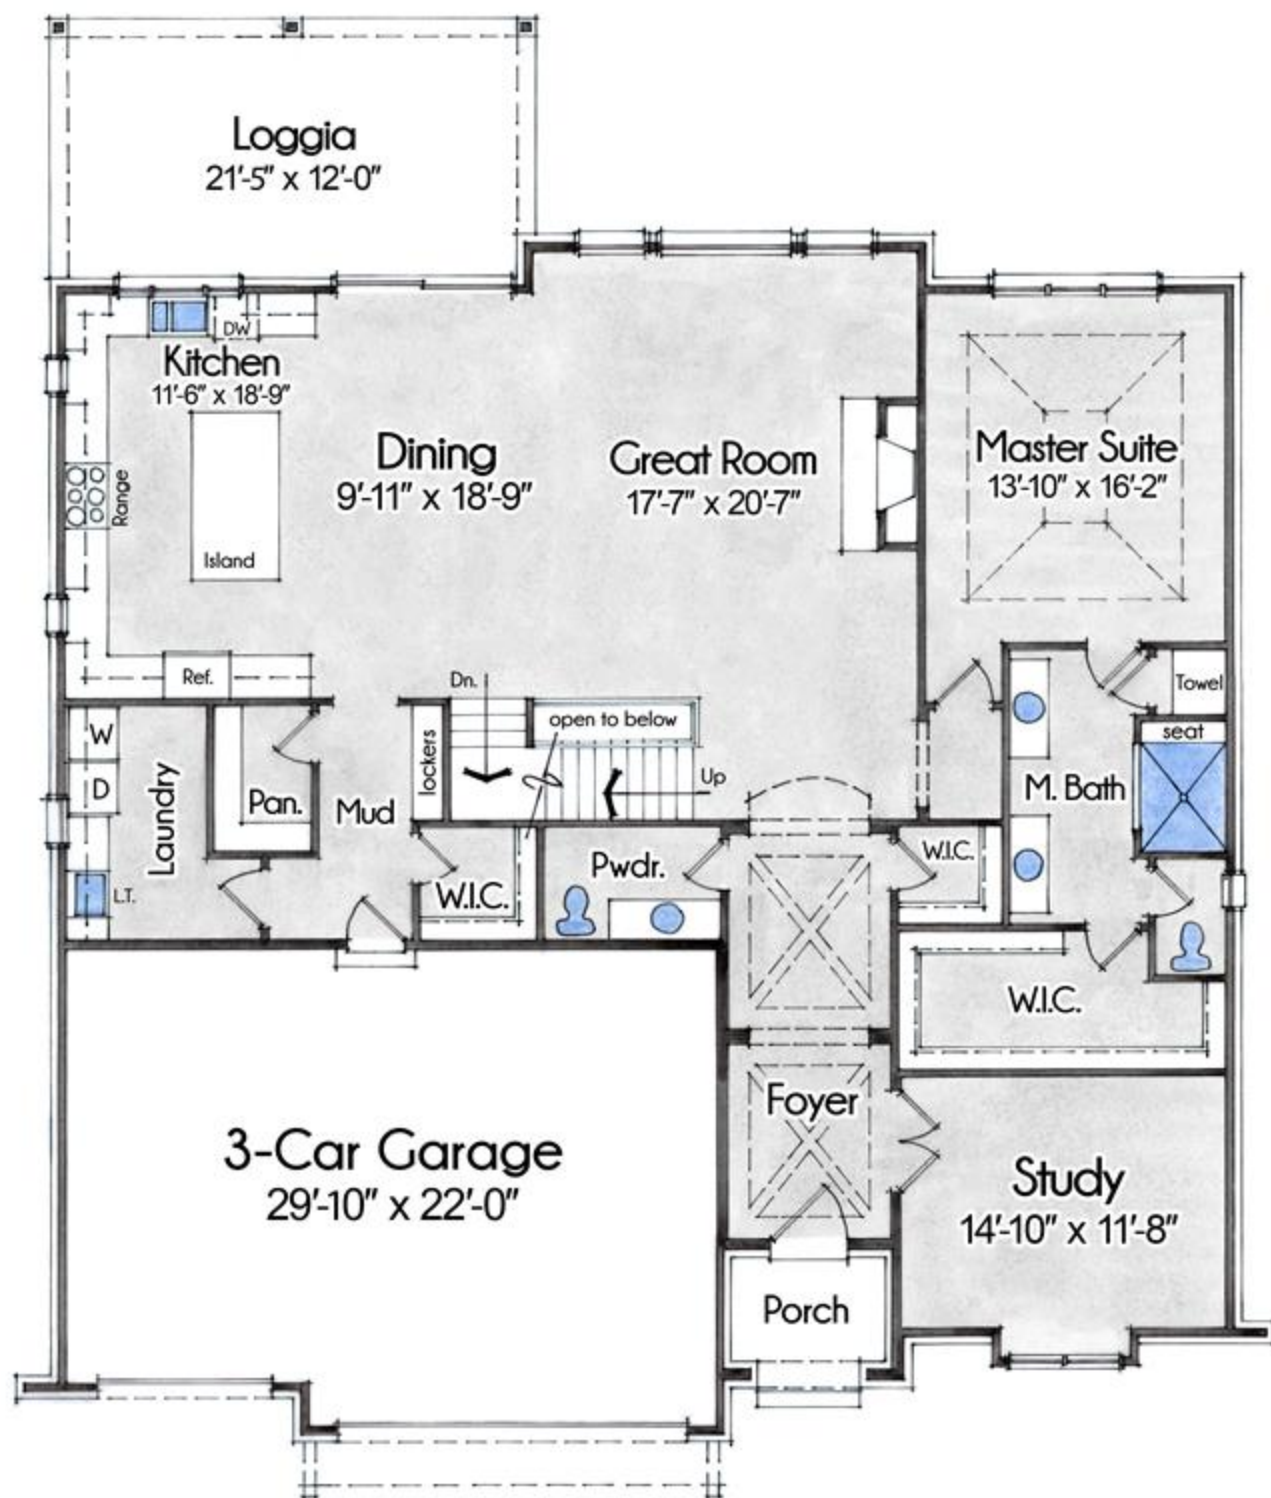 Loggia
21'-5" x 12'-0"
DW
Kitchen
11'-6" x 18'-9"
Dining
9'-11" x 18'-9"
Great Room
17'-7" x 20'-7"
Master Suite
13'-10" x 16'-2"
Range
Island
Ref.
Dn.
open to below
Up
Towel
seat
W
D
Laundry
L.T.
Pan.
Mud
lockers
W.I.C.
Pwdr.
W.I.C.
M. Bath
W.I.C.
Foyer
3-Car Garage
29'-10" x 22'-0"
Study
14'-10" x 11'-8"
Porch